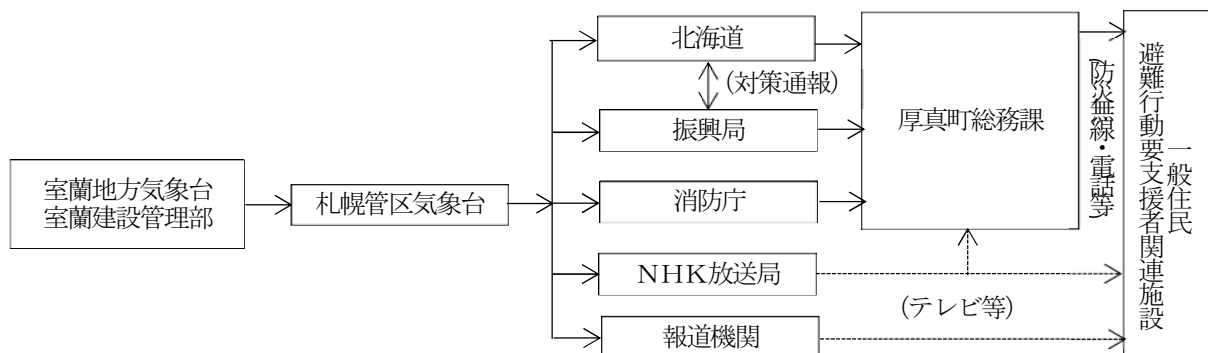 北海道
(対策通報)
振興局
室蘭地方気象台
室蘭建設管理部
札幌管区気象台
消防庁
NHK放送局
(テレビ等)
報道機関
厚真町総務課
(防災無線・電話等)
一般住民
避難行動要支援者関連施設